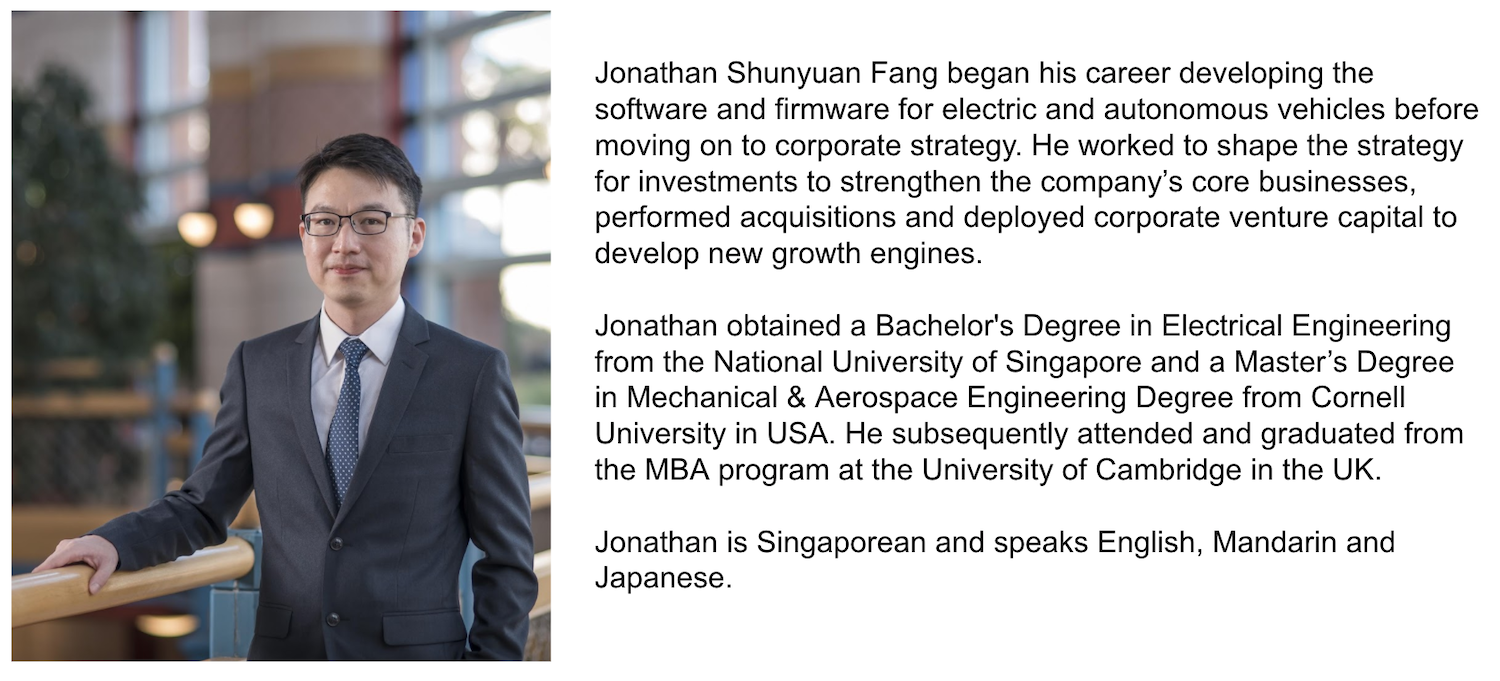 Jonathan Shunyuan Fang began his career developing the
software and firmware for electric and autonomous vehicles before
moving on to corporate strategy. He worked to shape the strategy
for investments to strengthen the company’s core businesses,
performed acquisitions and deployed corporate venture capital to
develop new growth engines.
Jonathan obtained a Bachelor's Degree in Electrical Engineering
from the National University of Singapore and a Master’s Degree
in Mechanical & Aerospace Engineering Degree from Cornell
University in USA. He subsequently attended and graduated from
the MBA program at the University of Cambridge in the UK.
Jonathan is Singaporean and speaks English, Mandarin and
Japanese.